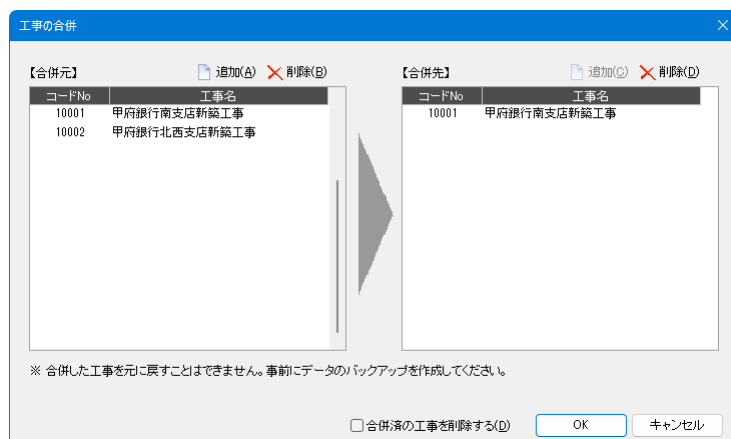 工事の合併
【合併元】 追加(A) 削除(B) 【合併先】 追加(C) 削除(D)
コードNo 工事名 コードNo 工事名
10001 甲府銀行南支店新築工事 10001 甲府銀行南支店新築工事
10002 甲府銀行北西支店新築工事
※ 合併した工事を元に戻すことはできません。事前にデータのバックアップを作成してください。
合併済の工事を削除する(D) OK キャンセル